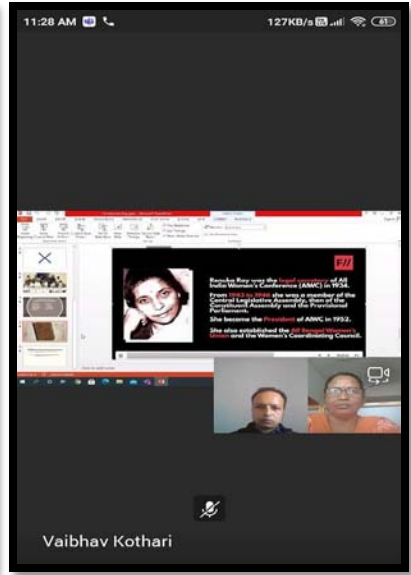 11:28 AM
127KB/s
61
F//
Renuka Ray was the legal secretary of All
India Women's Conference (AIWC) in 1934.
From 1943 to 1946 she was a member of the
Central Legislative Assembly, then of the
Constituent Assembly and the Provisional
Parliament.
She became the President of AIWC in 1952.
She also established the All Bengal Women's
Union and the Women's Coordinating Council.
Vaibhav Kothari